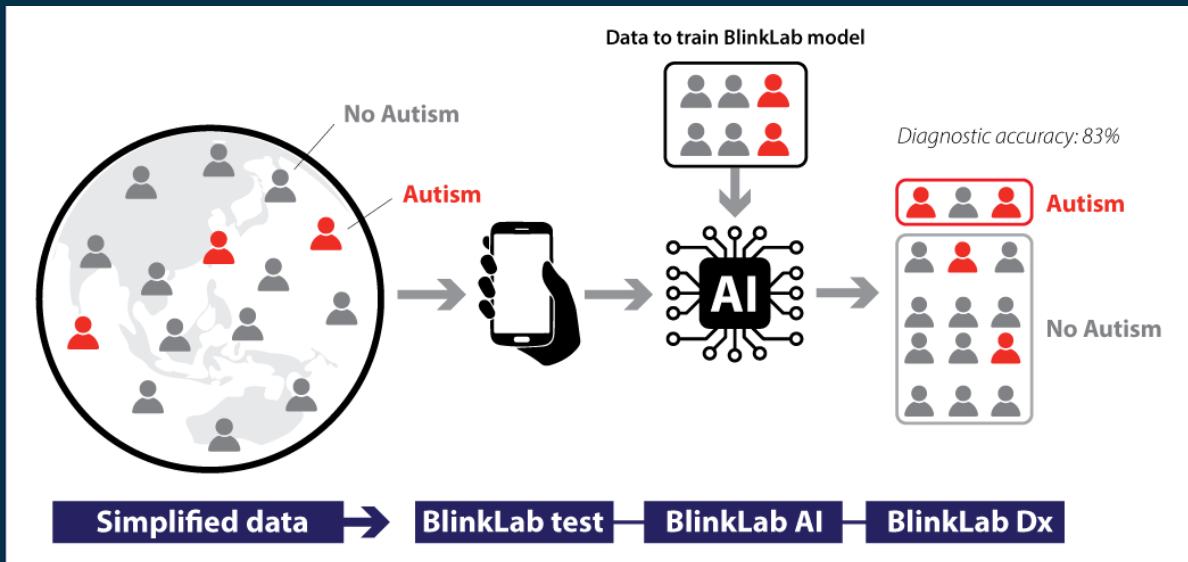 Data to train BlinkLab model
No Autism
Autism
Diagnostic accuracy: 83%
Autism
AI
No Autism
Simplified data
BlinkLab test
BlinkLab AI
BlinkLab Dx